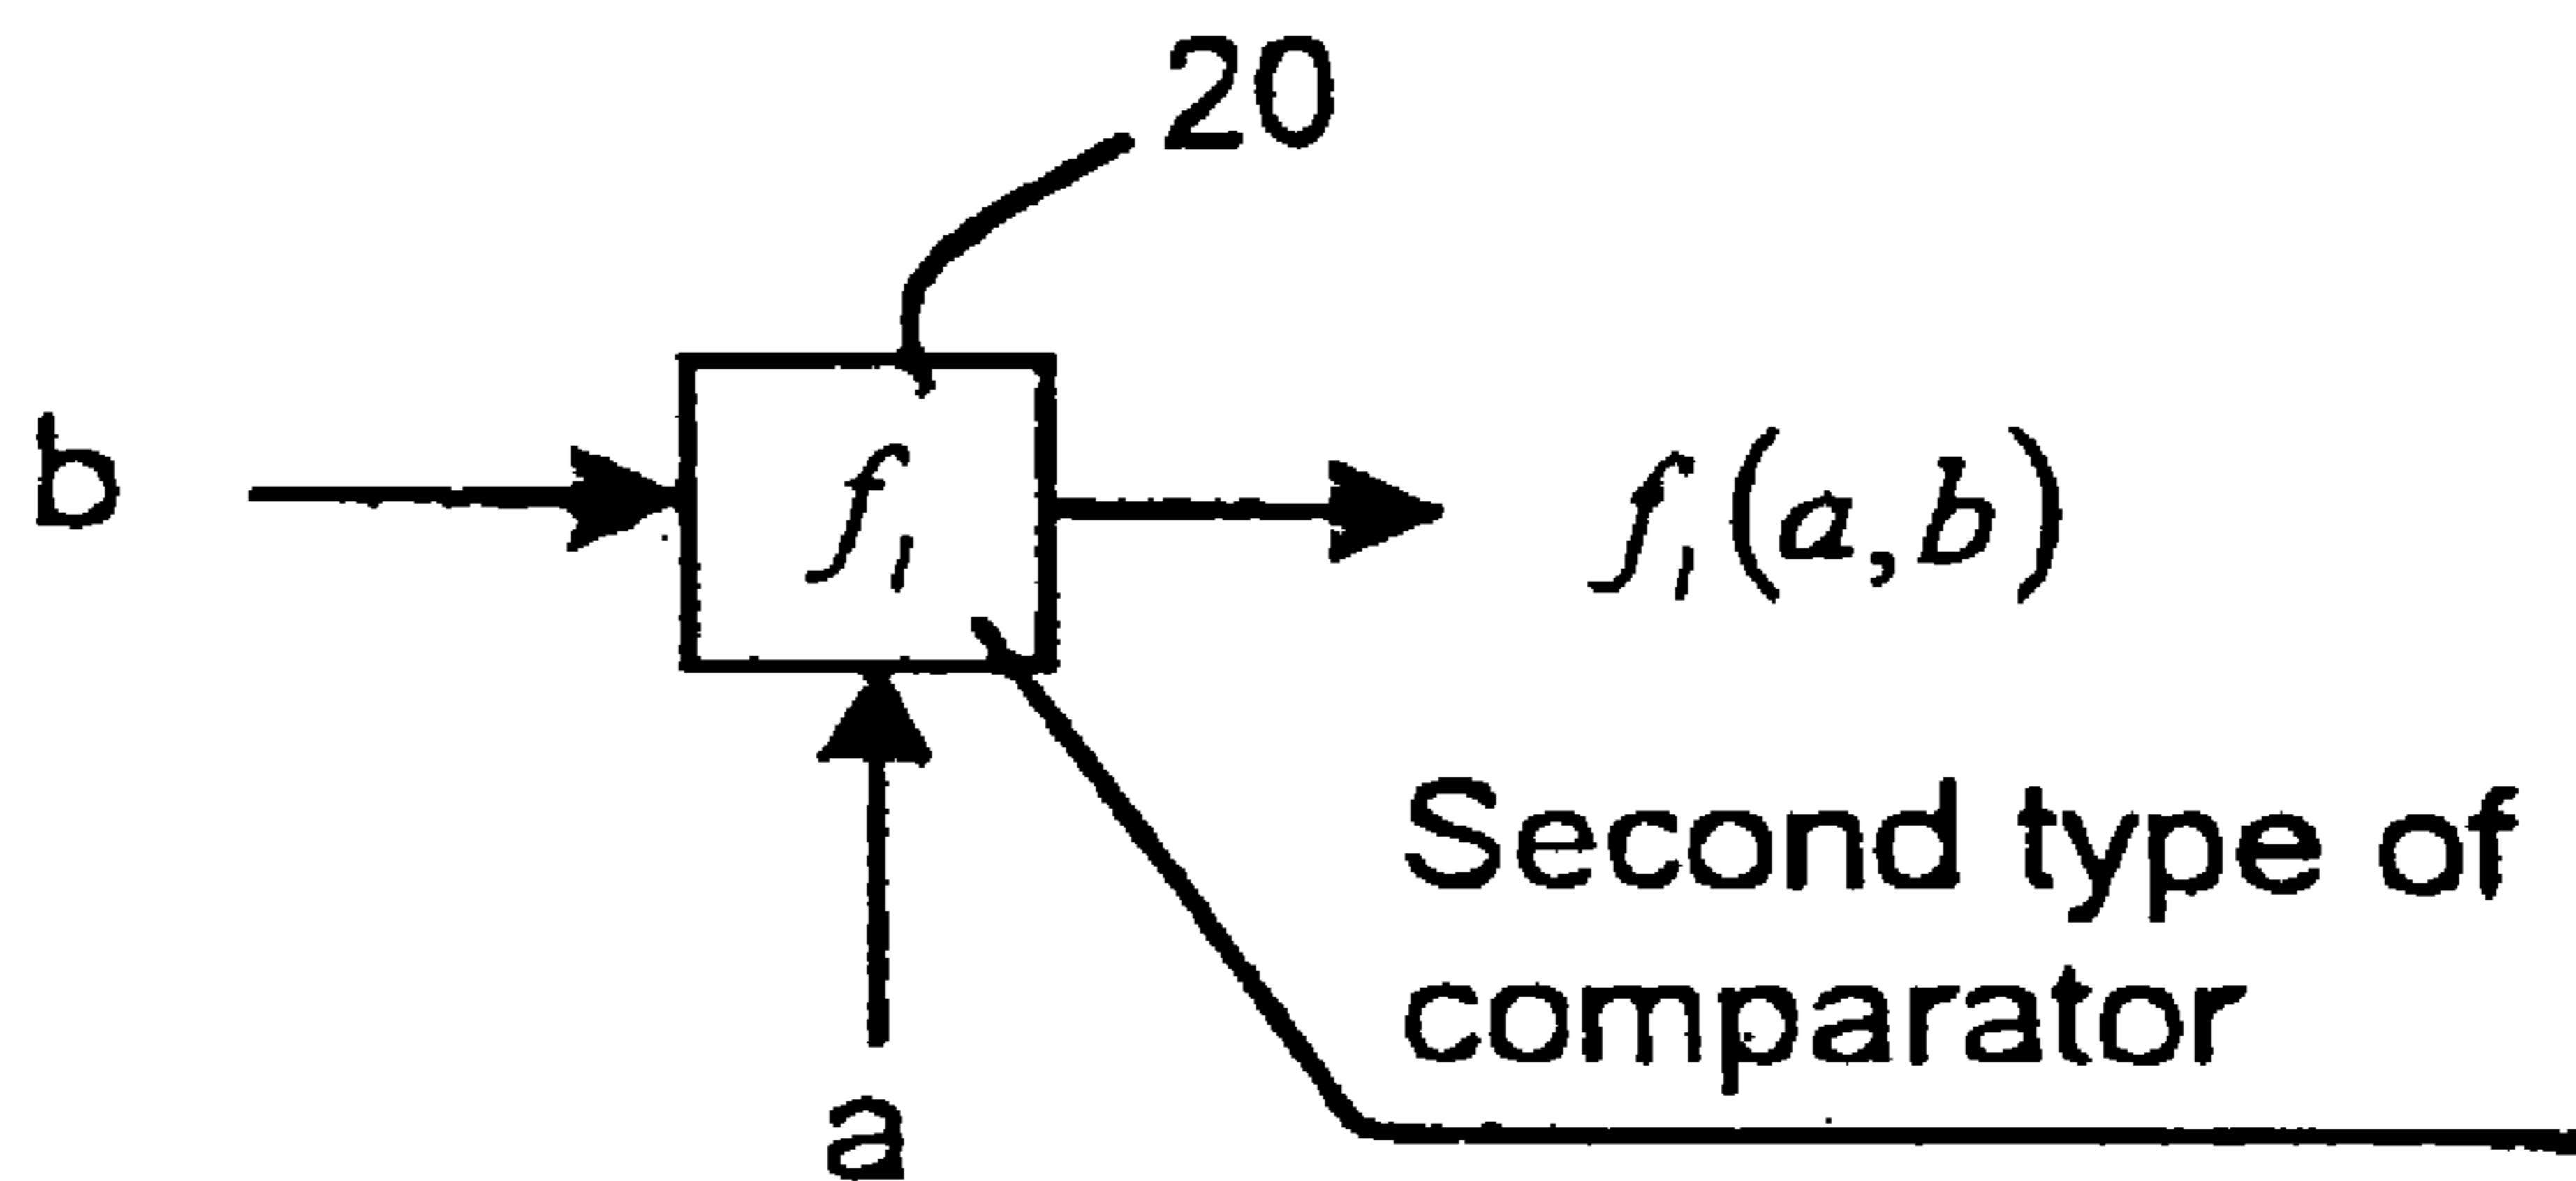 20
b
f₁
f₁(a,b)
Second type of
comparator
a